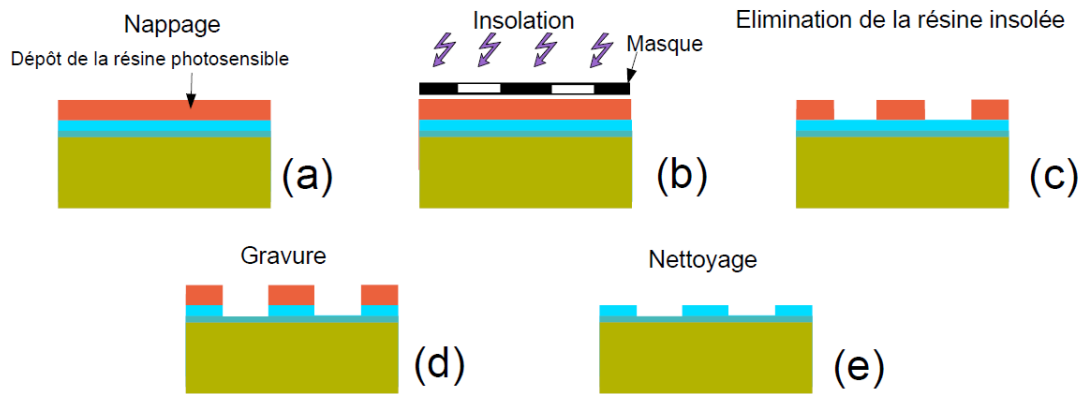 Nappage
Dépôt de la résine photosensible
(a)
Insolation
Masque
(b)
Elimination de la résine insolée
(c)
Gravure
(d)
Nettoyage
(e)